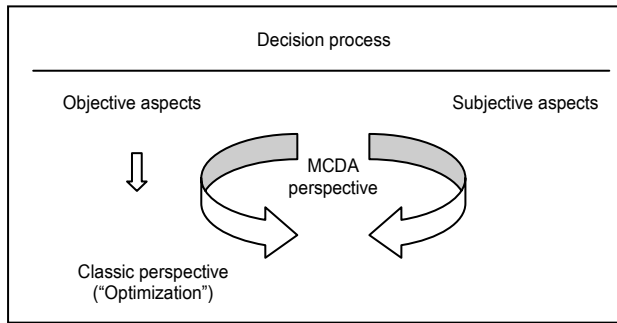 Decision process
Objective aspects
Subjective aspects
MCDA
perspective
Classic perspective
(“Optimization”)